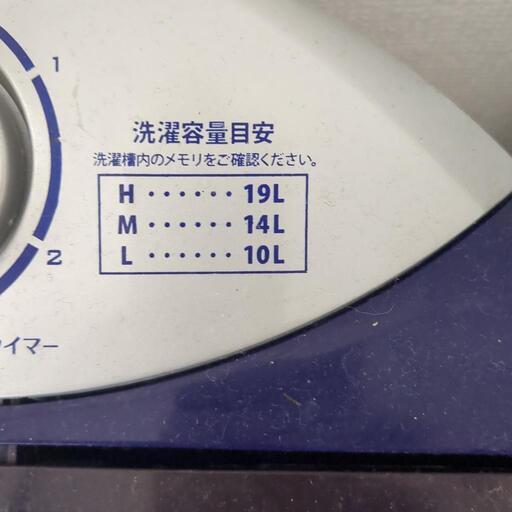 1
洗濯容量目安
洗濯槽内のメモリをご確認ください。
H ・・・・・・ 19L
M ・・・・・・ 14L
L ・・・・・・ 10L
2
イマー